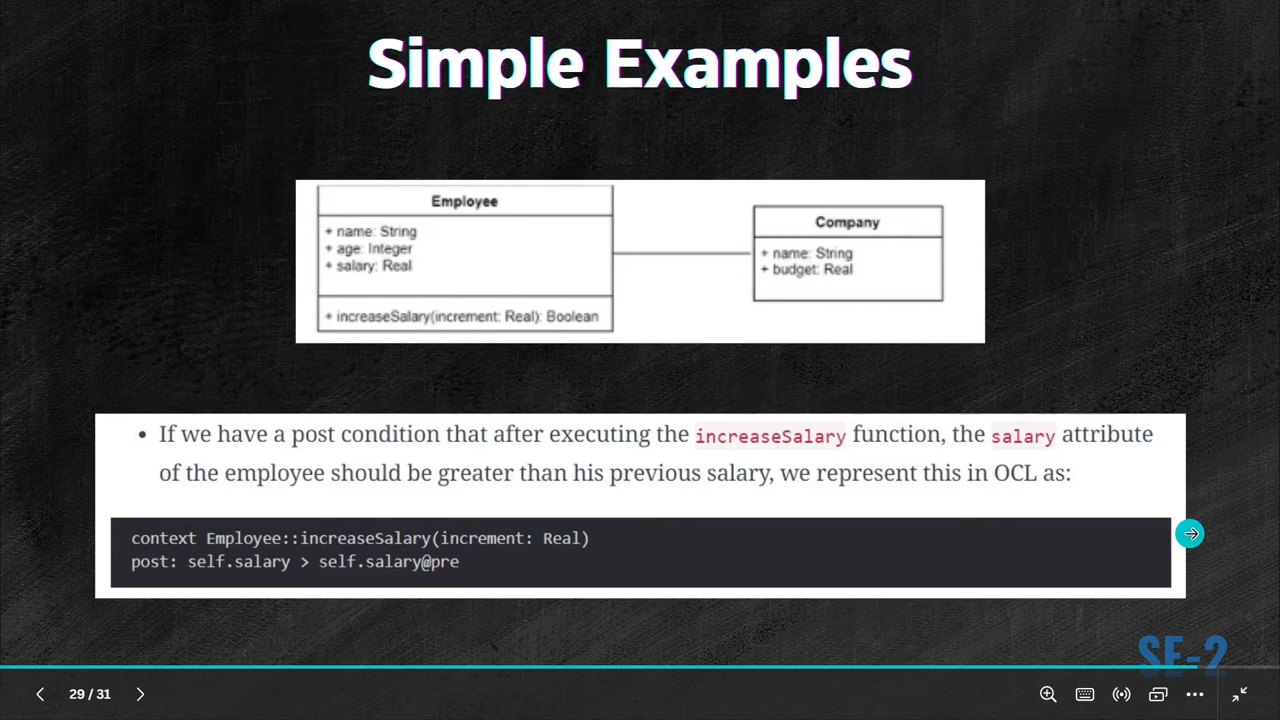 Simple Examples
Employee
+ name: String
+ age: Integer
+ salary: Real
+ increaseSalary(increment: Real): Boolean
Company
+ name: String
+ budget: Real
• If we have a post condition that after executing the increaseSalary function, the salary attribute
of the employee should be greater than his previous salary, we represent this in OCL as:
context Employee::increaseSalary(increment: Real)
post: self.salary > self.salary@pre
SE-2
29 / 31